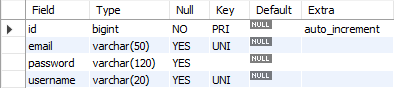 Field Type Null Key Default Extra
id bigint NO PRI NULL auto_increment
email varchar(50) YES UNI NULL
password varchar(120) YES NULL
username varchar(20) YES UNI NULL